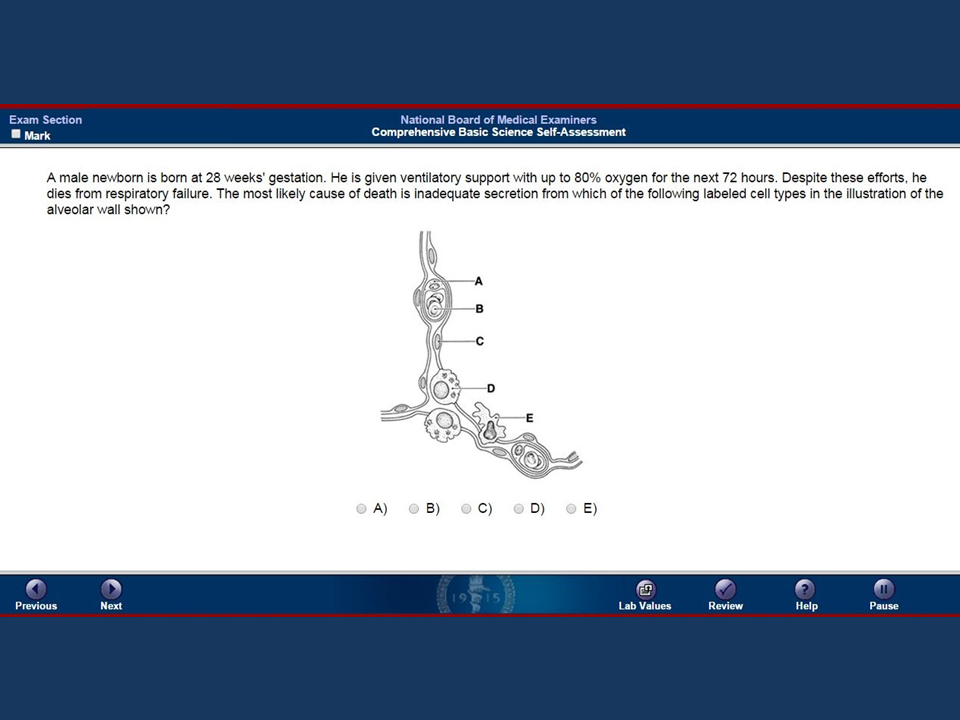 Exam Section
National Board of Medical Examiners
Mark
Comprehensive Basic Science Self-Assessment
A male newborn is born at 28 weeks' gestation. He is given ventilatory support with up to 80% oxygen for the next 72 hours. Despite these efforts, he
dies from respiratory failure. The most likely cause of death is inadequate secretion from which of the following labeled cell types in the illustration of the
alveolar wall shown?
A
B
C
D
E
A) B) C) D) E)
19 15
Previous Next Lab Values Review Help Pause